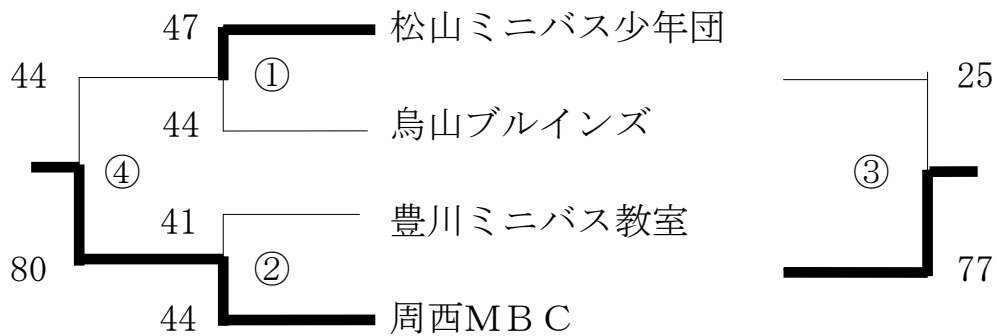 47 松山ミニバス少年団
44 ① 25
44 烏山ブルインズ
④ ③
41 豊川ミニバス教室
80 ② 77
44 周西ＭＢＣ